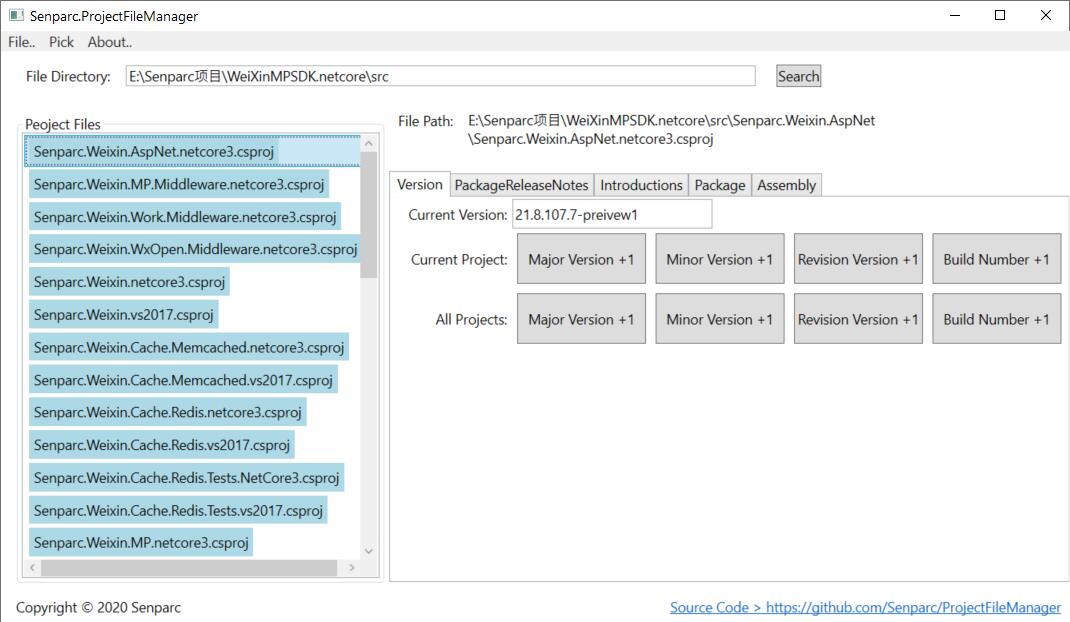 Senparc.ProjectFileManager
File.. Pick About..
File Directory: E:\Senparc项目\WeiXinMPSDK.netcore\src Search
Peoject Files
Senparc.Weixin.AspNet.netcore3.csproj
Senparc.Weixin.MP.Middleware.netcore3.csproj
Senparc.Weixin.Work.Middleware.netcore3.csproj
Senparc.Weixin.WxOpen.Middleware.netcore3.csproj
Senparc.Weixin.netcore3.csproj
Senparc.Weixin.vs2017.csproj
Senparc.Weixin.Cache.Memcached.netcore3.csproj
Senparc.Weixin.Cache.Memcached.vs2017.csproj
Senparc.Weixin.Cache.Redis.netcore3.csproj
Senparc.Weixin.Cache.Redis.vs2017.csproj
Senparc.Weixin.Cache.Redis.Tests.NetCore3.csproj
Senparc.Weixin.Cache.Redis.Tests.vs2017.csproj
Senparc.Weixin.MP.netcore3.csproj
File Path: E:\Senparc项目\WeiXinMPSDK.netcore\src\Senparc.Weixin.AspNet
\Senparc.Weixin.AspNet.netcore3.csproj
Version PackageReleaseNotes Introductions Package Assembly
Current Version: 21.8.107.7-preivew1
Current Project: Major Version +1 Minor Version +1 Revision Version +1 Build Number +1
All Projects: Major Version +1 Minor Version +1 Revision Version +1 Build Number +1
Copyright © 2020 Senparc
Source Code > https://github.com/Senparc/ProjectFileManager